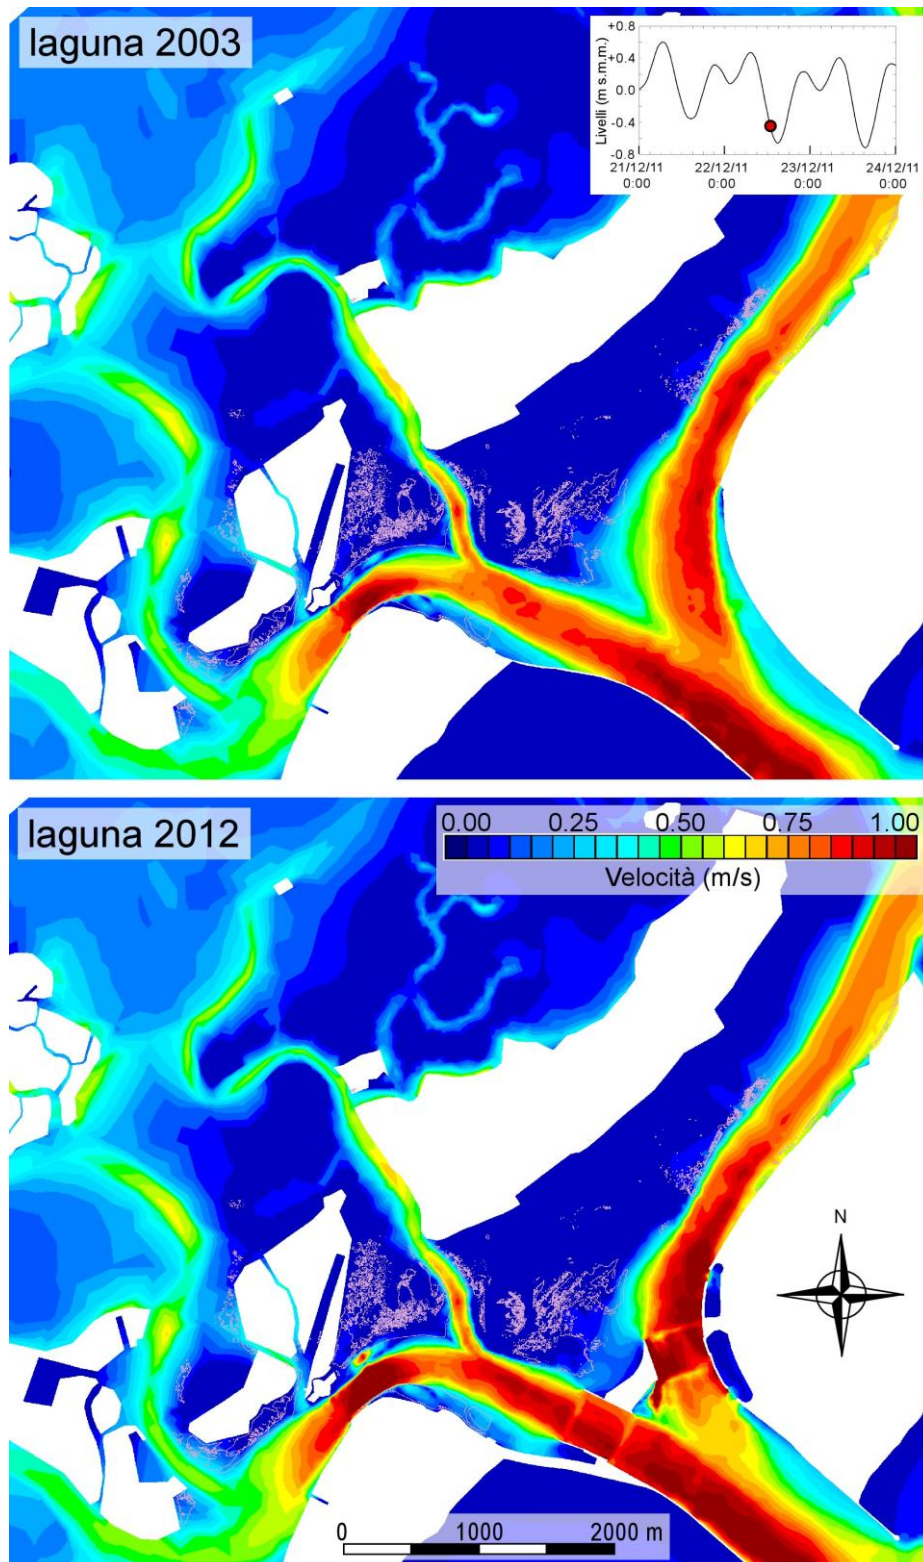 laguna 2003
+0.8
+0.4
0.0
-0.4
-0.8
Livelli (m s.m.m.)
21/12/11 22/12/11 23/12/11 24/12/11
0:00 0:00 0:00 0:00
laguna 2012
0.00 0.25 0.50 0.75 1.00
Velocità (m/s)
N
0 1000 2000 m